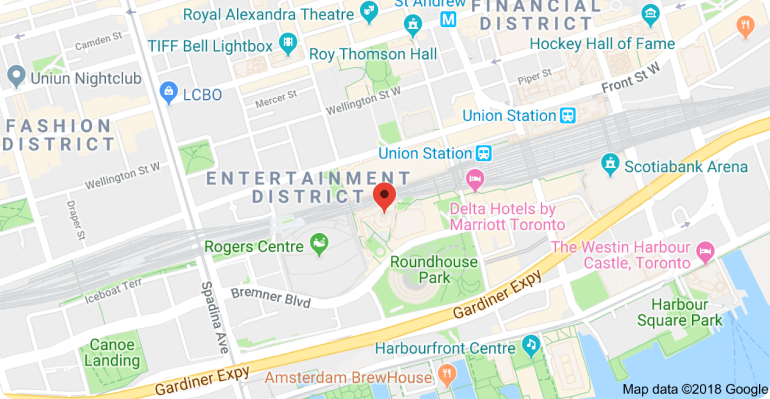 St Andrew
FINANCIAL
DISTRICT
Royal Alexandra Theatre
M
TIFF Bell Lightbox
Roy Thomson Hall
Hockey Hall of Fame
Camden St
Uniun Nightclub
LCBO
Mercer St
Wellington St W
Piper St
Front St W
FASHION
DISTRICT
Union Station
Union Station
Scotiabank Arena
Wellington St W
ENTERTAINMENT
DISTRICT
Draper St
Delta Hotels by
Marriott Toronto
Rogers Centre
Roundhouse
Park
The Westin Harbour
Castle, Toronto
Iceboat Terr
Spadina Ave
Bremner Blvd
Gardiner Expy
Harbour
Square Park
Canoe
Landing
Harbourfront Centre
Gardiner Expy
Amsterdam BrewHouse
Map data ©2018 Google